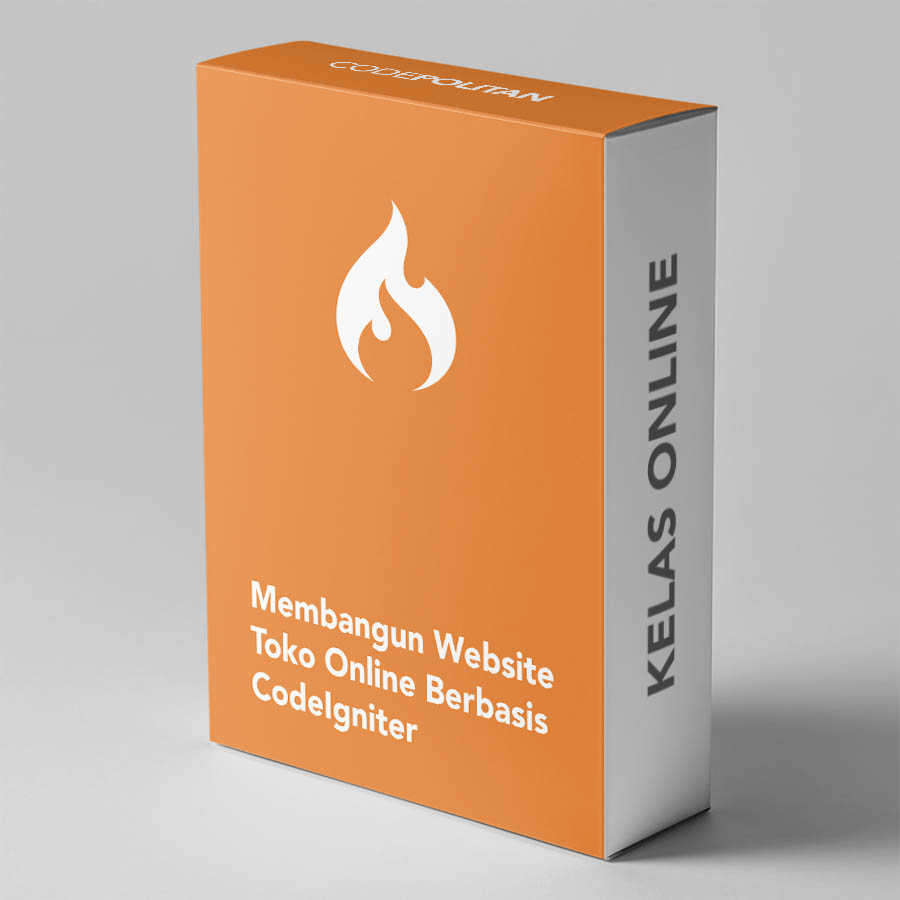 CODEPOLITAN
Membangun Website
Toko Online Berbasis
CodeIgniter
KELAS ONLINE